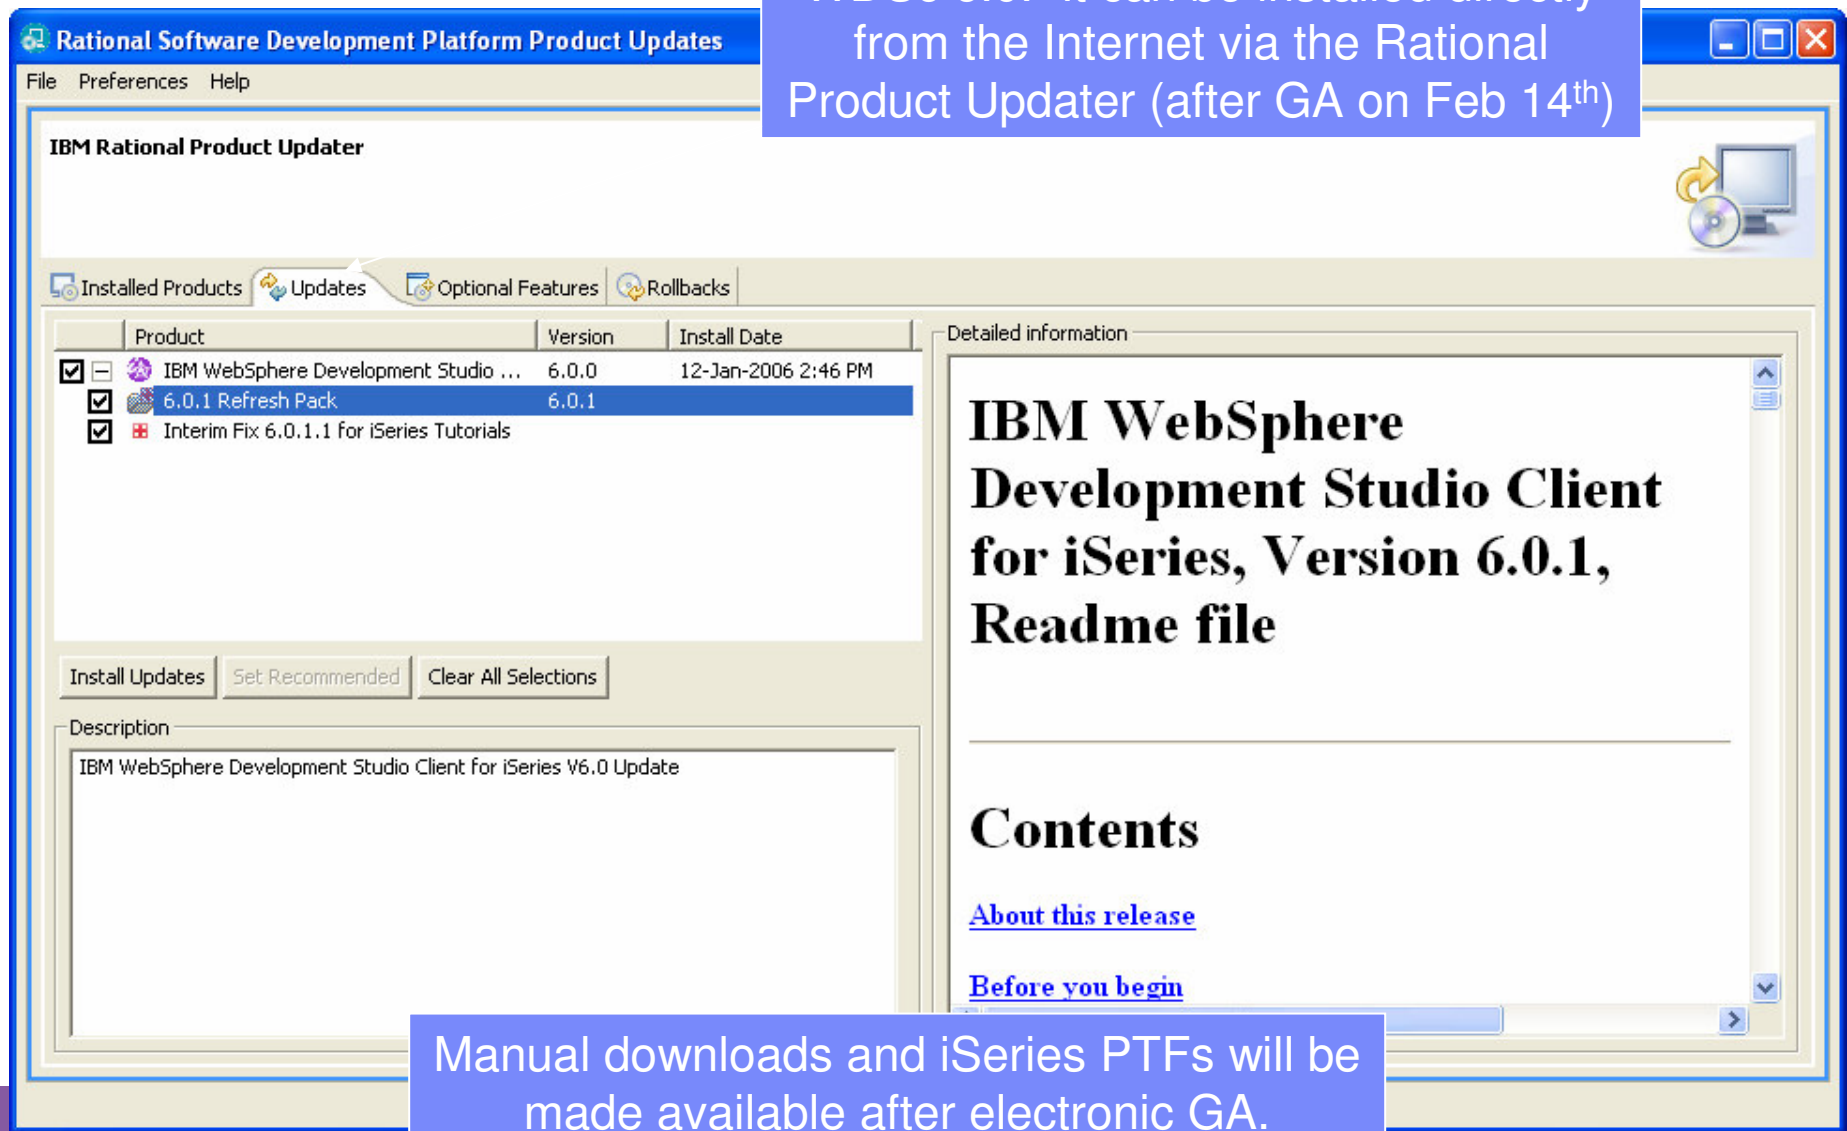 Rational Software Development Platform Product Updates
from the Internet via the Rational
Product Updater (after GA on Feb 14th)
File Preferences Help
IBM Rational Product Updater
Installed Products Updates Optional Features Rollbacks
Product Version Install Date
IBM WebSphere Development Studio ... 6.0.0 12-Jan-2006 2:46 PM
6.0.1 Refresh Pack 6.0.1
Interim Fix 6.0.1.1 for iSeries Tutorials
Install Updates Set Recommended Clear All Selections
Description
IBM WebSphere Development Studio Client for iSeries V6.0 Update
Detailed information
IBM WebSphere
Development Studio Client
for iSeries, Version 6.0.1,
Readme file
Contents
About this release
Before you begin
Manual downloads and iSeries PTFs will be
made available after electronic GA.